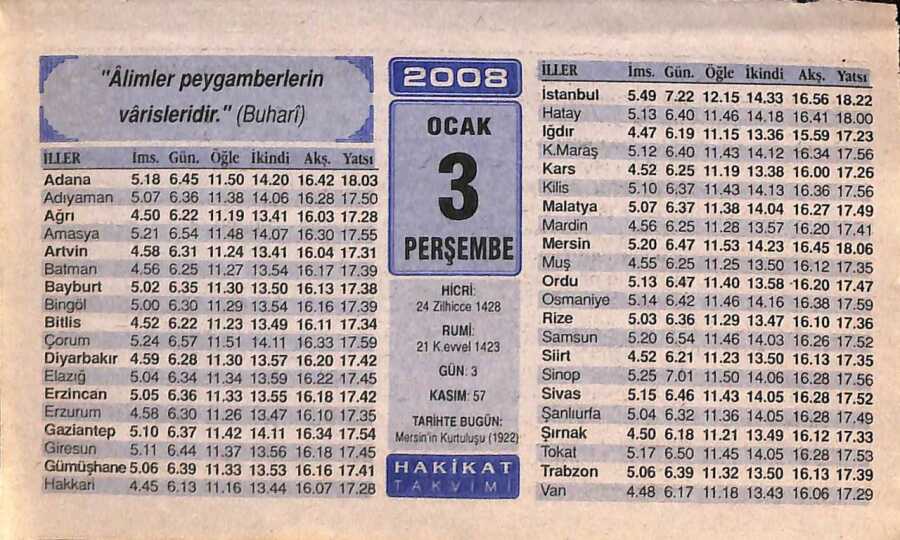 "Âlimler peygamberlerin
vârisleridir." (Buharî)
İLLER İms. Gün. Öğle İkindi Akş. Yatsı
Adana 5.18 6.45 11.50 14.20 16.42 18.03
Adıyaman 5.07 6.36 11.38 14.06 16.28 17.50
Ağrı 4.50 6.22 11.19 13.41 16.03 17.28
Amasya 5.21 6.54 11.48 14.07 16.30 17.55
Artvin 4.58 6.31 11.24 13.41 16.04 17.31
Batman 4.56 6.25 11.27 13.54 16.17 17.39
Bayburt 5.02 6.35 11.30 13.50 16.13 17.38
Bingöl 5.00 6.30 11.29 13.54 16.16 17.39
Bitlis 4.52 6.22 11.23 13.49 16.11 17.34
Çorum 5.24 6.57 11.51 14.11 16.33 17.59
Diyarbakır 4.59 6.28 11.30 13.57 16.20 17.42
Elazığ 5.04 6.34 11.34 13.59 16.22 17.45
Erzincan 5.05 6.36 11.33 13.55 16.18 17.42
Erzurum 4.58 6.30 11.26 13.47 16.10 17.35
Gaziantep 5.10 6.37 11.42 14.11 16.34 17.54
Giresun 5.11 6.44 11.37 13.56 16.18 17.45
Gümüşhane 5.06 6.39 11.33 13.53 16.16 17.41
Hakkari 4.45 6.13 11.16 13.44 16.07 17.28
2008
OCAK
3
PERŞEMBE
HİCRİ:
24 Zilhicce 1428
RUMİ:
21 K.evvel 1423
GÜN: 3
KASIM: 57
TARİHTE BUGÜN:
Mersin'in Kurtuluşu (1922)
HAKİKAT
TAKVİMİ
İLLER İms. Gün. Öğle İkindi Akş. Yatsı
İstanbul 5.49 7.22 12.15 14.33 16.56 18.22
Hatay 5.13 6.40 11.46 14.18 16.41 18.00
Iğdır 4.47 6.19 11.15 13.36 15.59 17.23
K.Maraş 5.12 6.40 11.43 14.12 16.34 17.56
Kars 4.52 6.25 11.19 13.38 16.00 17.26
Kilis 5.10 6.37 11.43 14.13 16.36 17.56
Malatya 5.07 6.37 11.38 14.04 16.27 17.49
Mardin 4.56 6.25 11.28 13.57 16.20 17.41
Mersin 5.20 6.47 11.53 14.23 16.45 18.06
Muş 4.55 6.25 11.25 13.50 16.12 17.35
Ordu 5.13 6.47 11.40 13.58 16.20 17.47
Osmaniye 5.14 6.42 11.46 14.16 16.38 17.59
Rize 5.03 6.36 11.29 13.47 16.10 17.36
Samsun 5.20 6.54 11.46 14.03 16.26 17.52
Siirt 4.52 6.21 11.23 13.50 16.13 17.35
Sinop 5.25 7.01 11.50 14.06 16.28 17.56
Sivas 5.15 6.46 11.43 14.05 16.28 17.52
Şanlıurfa 5.04 6.32 11.36 14.05 16.28 17.49
Şırnak 4.50 6.18 11.21 13.49 16.12 17.33
Tokat 5.17 6.50 11.45 14.05 16.28 17.53
Trabzon 5.06 6.39 11.32 13.50 16.13 17.39
Van 4.48 6.17 11.18 13.43 16.06 17.29